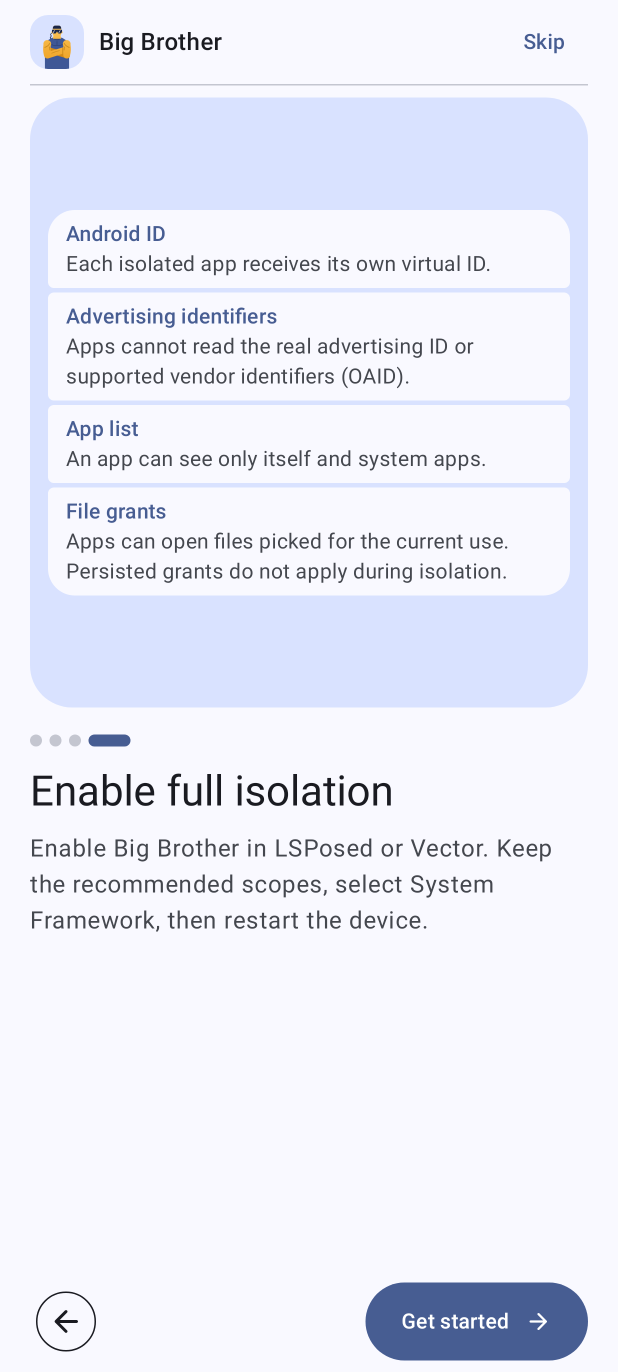 Big Brother
Skip
Android ID
Each isolated app receives its own virtual ID.
Advertising identifiers
Apps cannot read the real advertising ID or
supported vendor identifiers (OAID).
App list
An app can see only itself and system apps.
File grants
Apps can open files picked for the current use.
Persisted grants do not apply during isolation.
Enable full isolation
Enable Big Brother in LSPosed or Vector. Keep
the recommended scopes, select System
Framework, then restart the device.
Get started